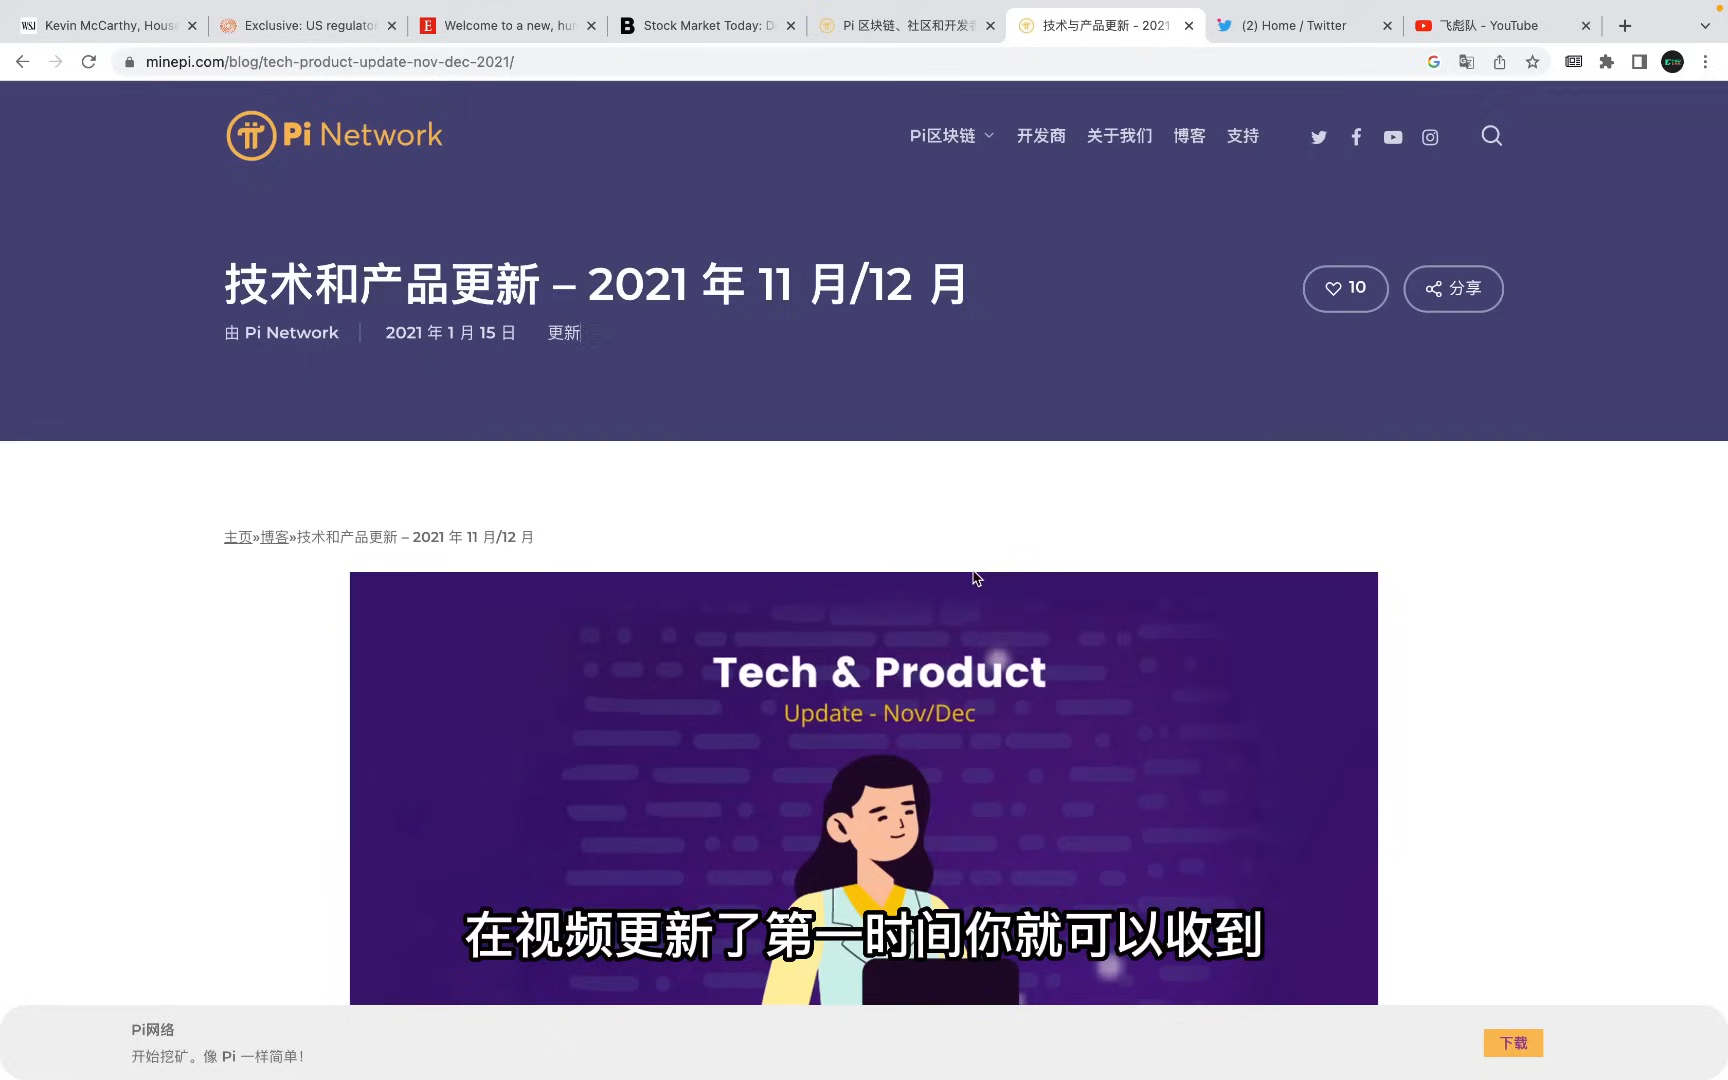 Kevin McCarthy, House
Exclusive: US regulator
Welcome to a new, hu
Stock Market Today: D
Pi 区块链、社区和开发者
技术与产品更新 - 2021
(2) Home / Twitter
飞彪队 - YouTube
minepi.com/blog/tech-product-update-nov-dec-2021/
Pi Network
Pi区块链
开发商
关于我们
博客
支持
技术和产品更新 – 2021 年 11 月/12 月
10
分享
由 Pi Network
2021 年 1 月 15 日
更新
主页»博客»技术和产品更新 – 2021 年 11 月/12 月
Tech & Product
Update - Nov/Dec
在视频更新了第一时间你就可以收到
Pi网络
开始挖矿。像 Pi 一样简单！
下载